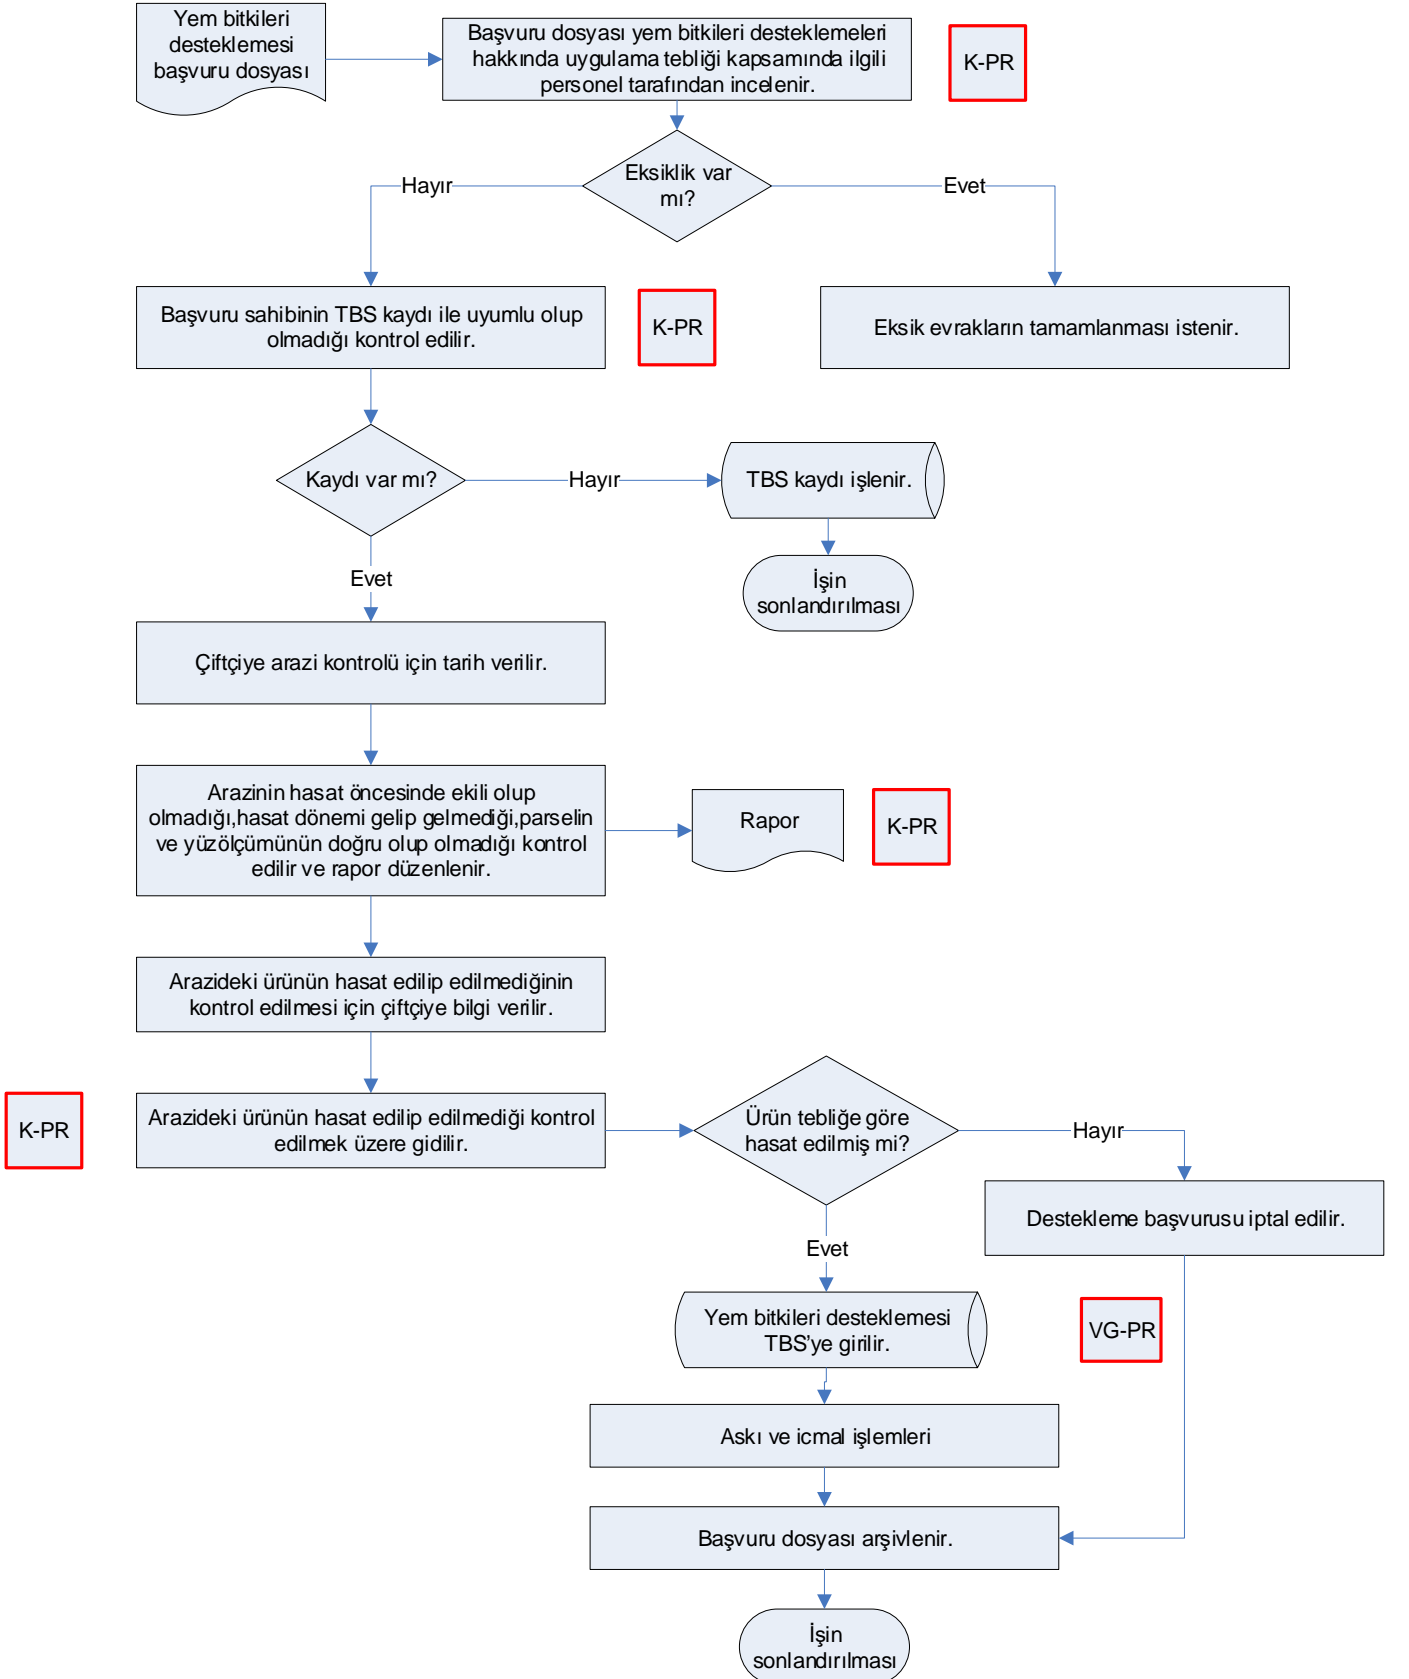 Yem bitkileri
desteklemesi
başvuru dosyası
Başvuru dosyası yem bitkileri desteklemeleri
hakkında uygulama tebliği kapsamında ilgili
personel tarafından incelenir.
K-PR
Eksiklik var
mı?
Hayır
Evet
Başvuru sahibinin TBS kaydı ile uyumlu olup
olmadığı kontrol edilir.
K-PR
Eksik evrakların tamamlanması istenir.
Kaydı var mı?
Hayır
TBS kaydı işlenir.
Evet
İşin
sonlandırılması
Çiftçiye arazi kontrolü için tarih verilir.
Arazinin hasat öncesinde ekili olup
olmadığı,hasat dönemi gelip gelmediği,parselin
ve yüzölçümünün doğru olup olmadığı kontrol
edilir ve rapor düzenlenir.
Rapor
K-PR
Arazideki ürünün hasat edilip edilmediğinin
kontrol edilmesi için çiftçiye bilgi verilir.
K-PR
Arazideki ürünün hasat edilip edilmediği kontrol
edilmek üzere gidilir.
Ürün tebliğe göre
hasat edilmiş mi?
Hayır
Destekleme başvurusu iptal edilir.
Evet
Yem bitkileri desteklemesi
TBS’ye girilir.
VG-PR
Askı ve icmal işlemleri
Başvuru dosyası arşivlenir.
İşin
sonlandırılması